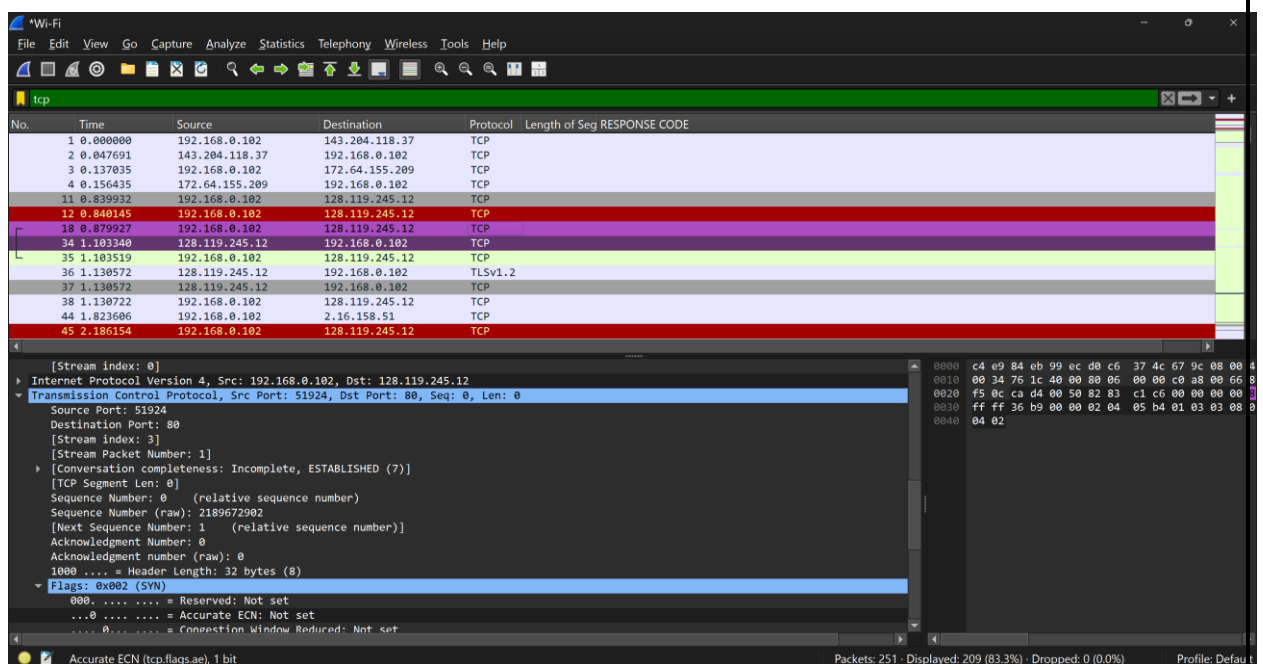 *Wi-Fi
File Edit View Go Capture Analyze Statistics Telephony Wireless Tools Help
tcp
No. Time Source Destination Protocol Length of Seg RESPONSE CODE
1 0.000000 192.168.0.102 143.204.118.37 TCP
2 0.047691 143.204.118.37 192.168.0.102 TCP
3 0.137035 192.168.0.102 172.64.155.209 TCP
4 0.156435 172.64.155.209 192.168.0.102 TCP
11 0.839932 192.168.0.102 128.119.245.12 TCP
12 0.840145 192.168.0.102 128.119.245.12 TCP
18 0.879927 192.168.0.102 128.119.245.12 TCP
34 1.103340 128.119.245.12 192.168.0.102 TCP
35 1.103519 192.168.0.102 128.119.245.12 TCP
36 1.130572 128.119.245.12 192.168.0.102 TLSv1.2
37 1.130572 128.119.245.12 192.168.0.102 TCP
38 1.130722 192.168.0.102 128.119.245.12 TCP
44 1.823606 192.168.0.102 2.16.158.51 TCP
45 2.186154 192.168.0.102 128.119.245.12 TCP
[Stream index: 0]
Internet Protocol Version 4, Src: 192.168.0.102, Dst: 128.119.245.12
Transmission Control Protocol, Src Port: 51924, Dst Port: 80, Seq: 0, Len: 0
Source Port: 51924
Destination Port: 80
[Stream index: 3]
[Stream Packet Number: 1]
[Conversation completeness: Incomplete, ESTABLISHED (7)]
[TCP Segment Len: 0]
Sequence Number: 0 (relative sequence number)
Sequence Number (raw): 2189672902
[Next Sequence Number: 1 (relative sequence number)]
Acknowledgment Number: 0
Acknowledgment number (raw): 0
1000 .... = Header Length: 32 bytes (8)
Flags: 0x002 (SYN)
000. .... .... = Reserved: Not set
...0 .... .... = Accurate ECN: Not set
.... 0... .... = Congestion Window Reduced: Not set
0000 c4 e9 84 eb 99 ec d0 c6 37 4c 67 9c 08 00 4
0010 00 34 76 1c 40 00 80 06 00 00 c0 a8 00 66 8
0020 f5 0c ca d4 00 50 82 83 c1 c6 00 00 00 00 8
0030 ff ff 36 b9 00 00 02 04 05 b4 01 03 03 08 0
0040 04 02
Accurate ECN (tcp.flags.ae), 1 bit
Packets: 251 · Displayed: 209 (83.3%) · Dropped: 0 (0.0%)
Profile: Default